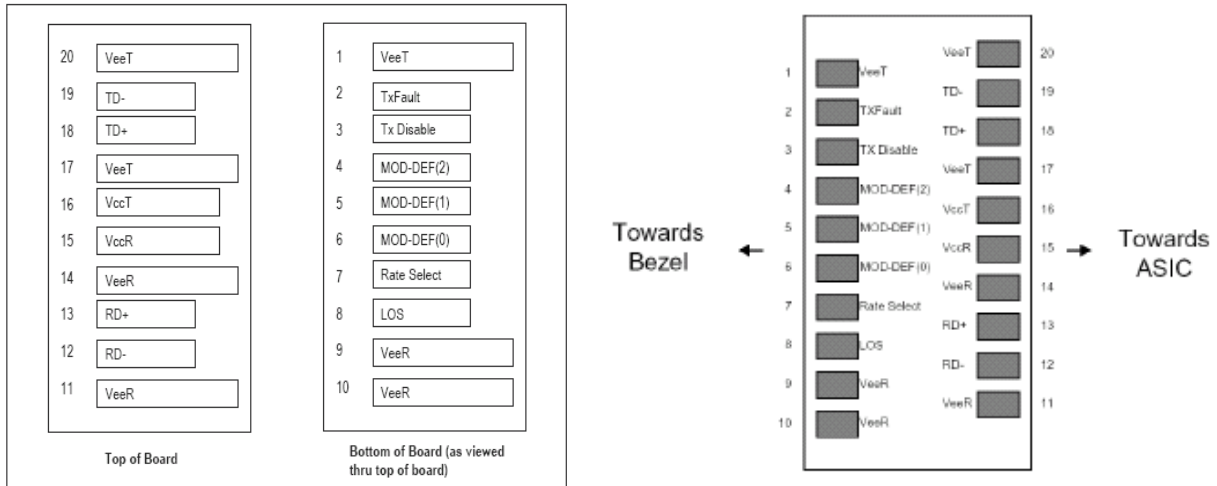 20 VeeT
19 TD-
18 TD+
17 VeeT
16 VccT
15 VccR
14 VeeR
13 RD+
12 RD-
11 VeeR
Top of Board
1 VeeT
2 TxFault
3 Tx Disable
4 MOD-DEF(2)
5 MOD-DEF(1)
6 MOD-DEF(0)
7 Rate Select
8 LOS
9 VeeR
10 VeeR
Bottom of Board (as viewed
thru top of board)
Towards
Bezel
1 VeeT
2 TXFault
3 TX Disable
4 MOD-DEF(2)
5 MOD-DEF(1)
6 MOD-DEF(0)
7 Rate Select
8 LOS
9 VeeR
10 VeeR
VeeT 20
TD- 19
TD+ 18
VeeT 17
VccT 16
VccR 15
VeeR 14
RD+ 13
RD- 12
VeeR 11
Towards
ASIC